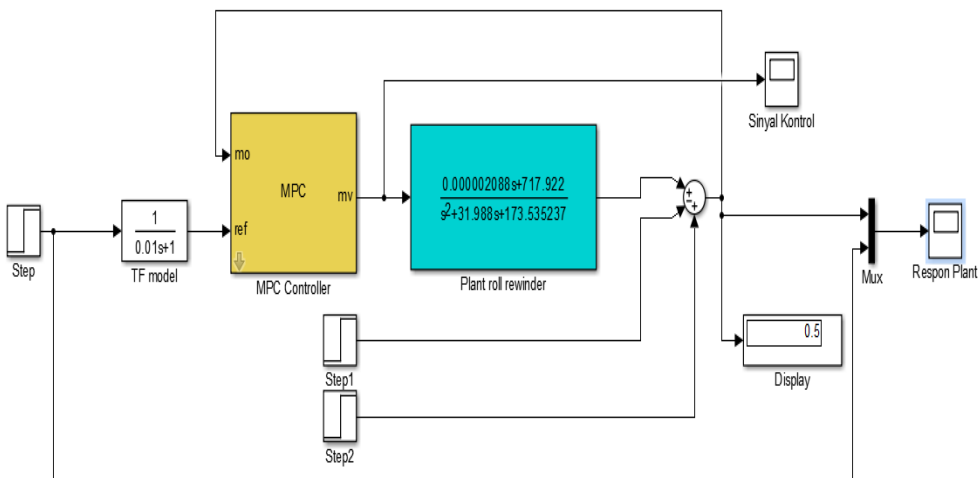 Sinyal Kontrol
mo
MPC
mv
ref
MPC Controller
0.000002088s+717.922
s²+31.988s+173.535237
Plant roll rewinder
+
-
+
Step
1
0.01s+1
TF model
Mux
Respon Plant
Step1
0.5
Display
Step2